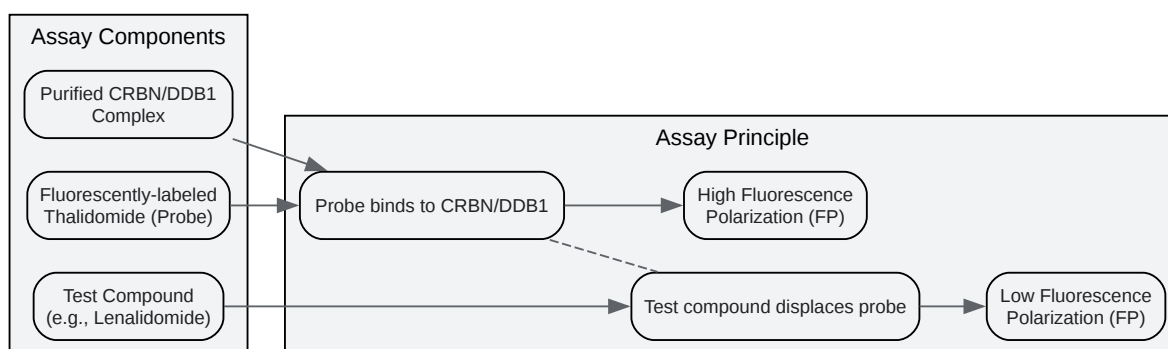 Assay Components
Purified CRBN/DDB1
Complex
Fluorescently-labeled
Thalidomide (Probe)
Test Compound
(e.g., Lenalidomide)
Assay Principle
Probe binds to CRBN/DDB1
High Fluorescence
Polarization (FP)
Test compound displaces probe
Low Fluorescence
Polarization (FP)